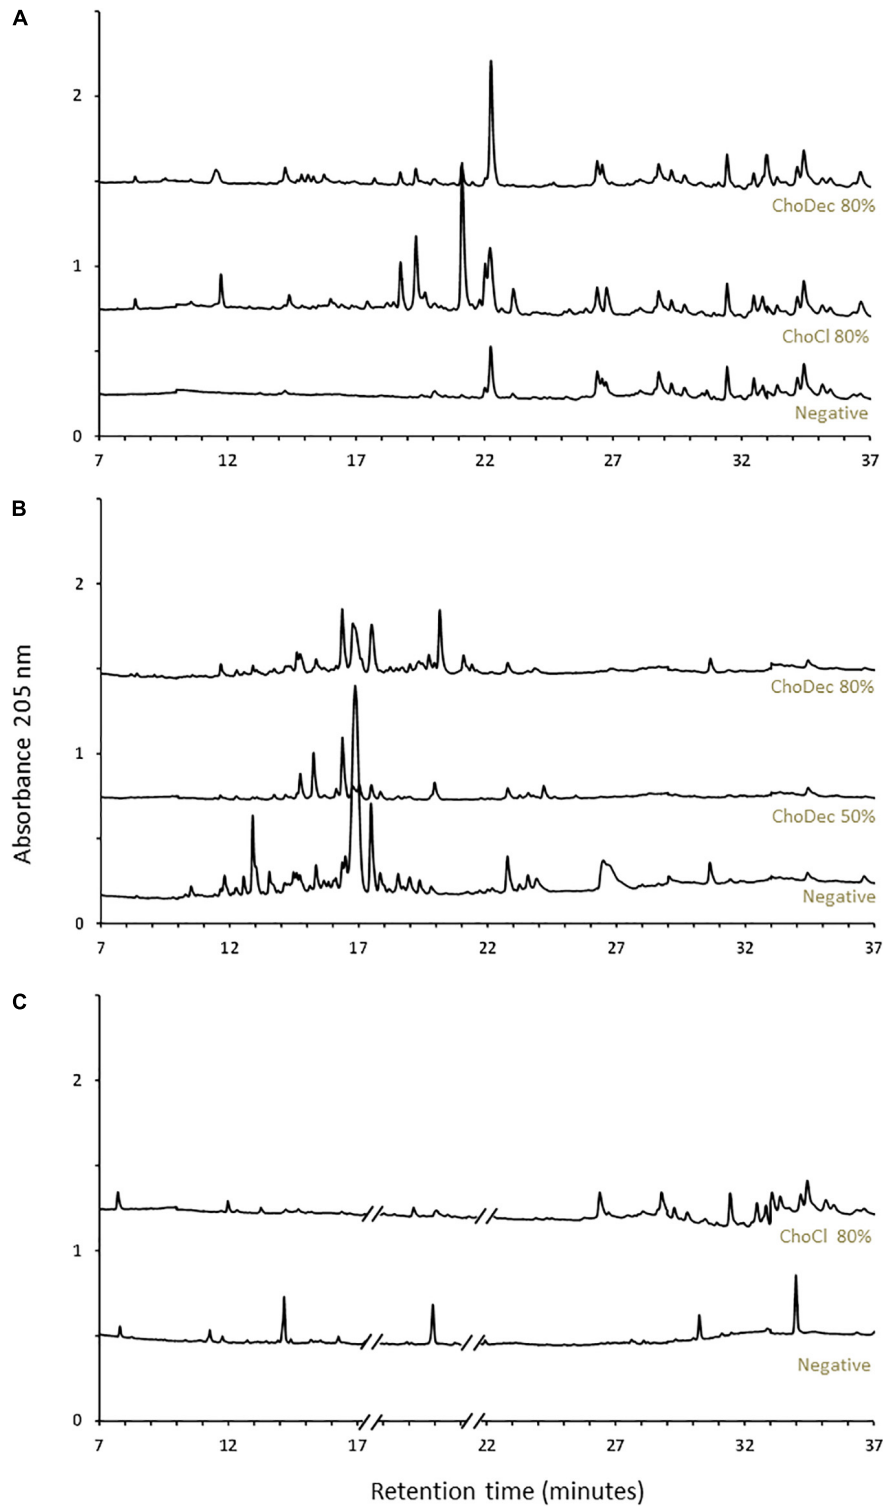 A
2
ChoDec 80%
1
ChoCl 80%
Negative
0
7 12 17 22 27 32 37
B
2
ChoDec 80%
1
ChoDec 50%
Negative
0
7 12 17 22 27 32 37
Absorbance 205 nm
C
2
ChoCl 80%
1
Negative
0
7 12 17 22 27 32 37
Retention time (minutes)